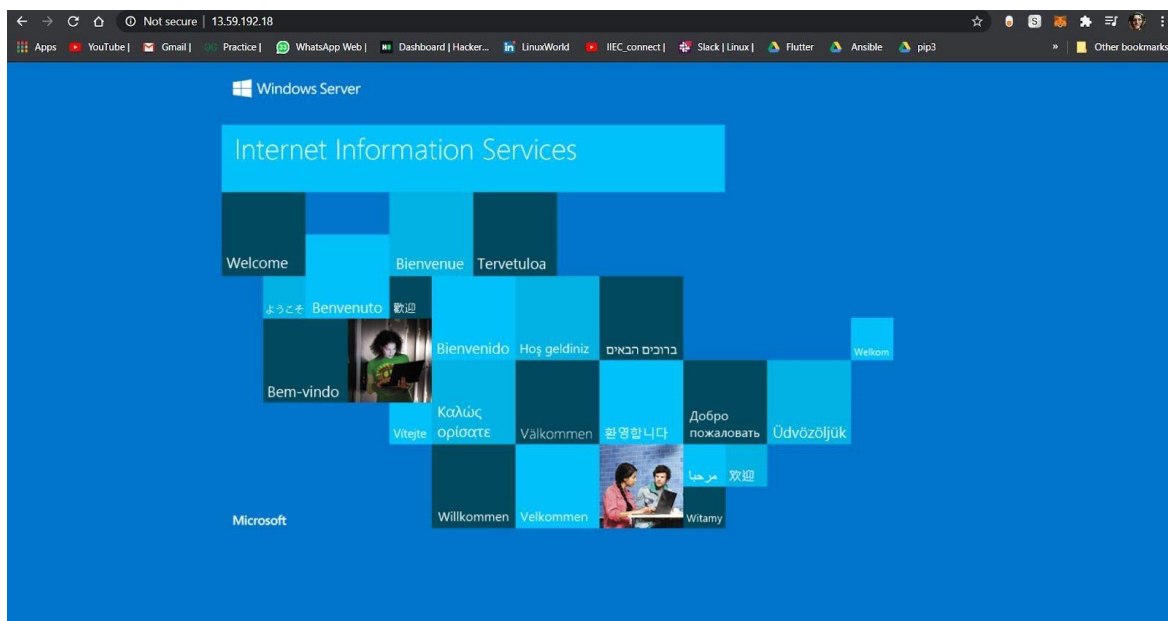 Not secure | 13.59.192.18
Apps YouTube | Gmail | Practice | WhatsApp Web | Dashboard | Hacker... LinuxWorld IIEC_connect | Slack | Linux | Flutter Ansible pip3 » Other bookmarks
Windows Server
Internet Information Services
Welcome
Bienvenue
Tervetuloa
ようこそ
Benvenuto
歡迎
Bienvenido
Hoş geldiniz
ברוכים הבאים
Welkom
Bem-vindo
Vítejte
Καλώς
ορίσατε
Välkommen
환영합니다
Добро
пожаловать
Üdvözöljük
مرحبا
欢迎
Microsoft
Willkommen
Velkommen
Witamy